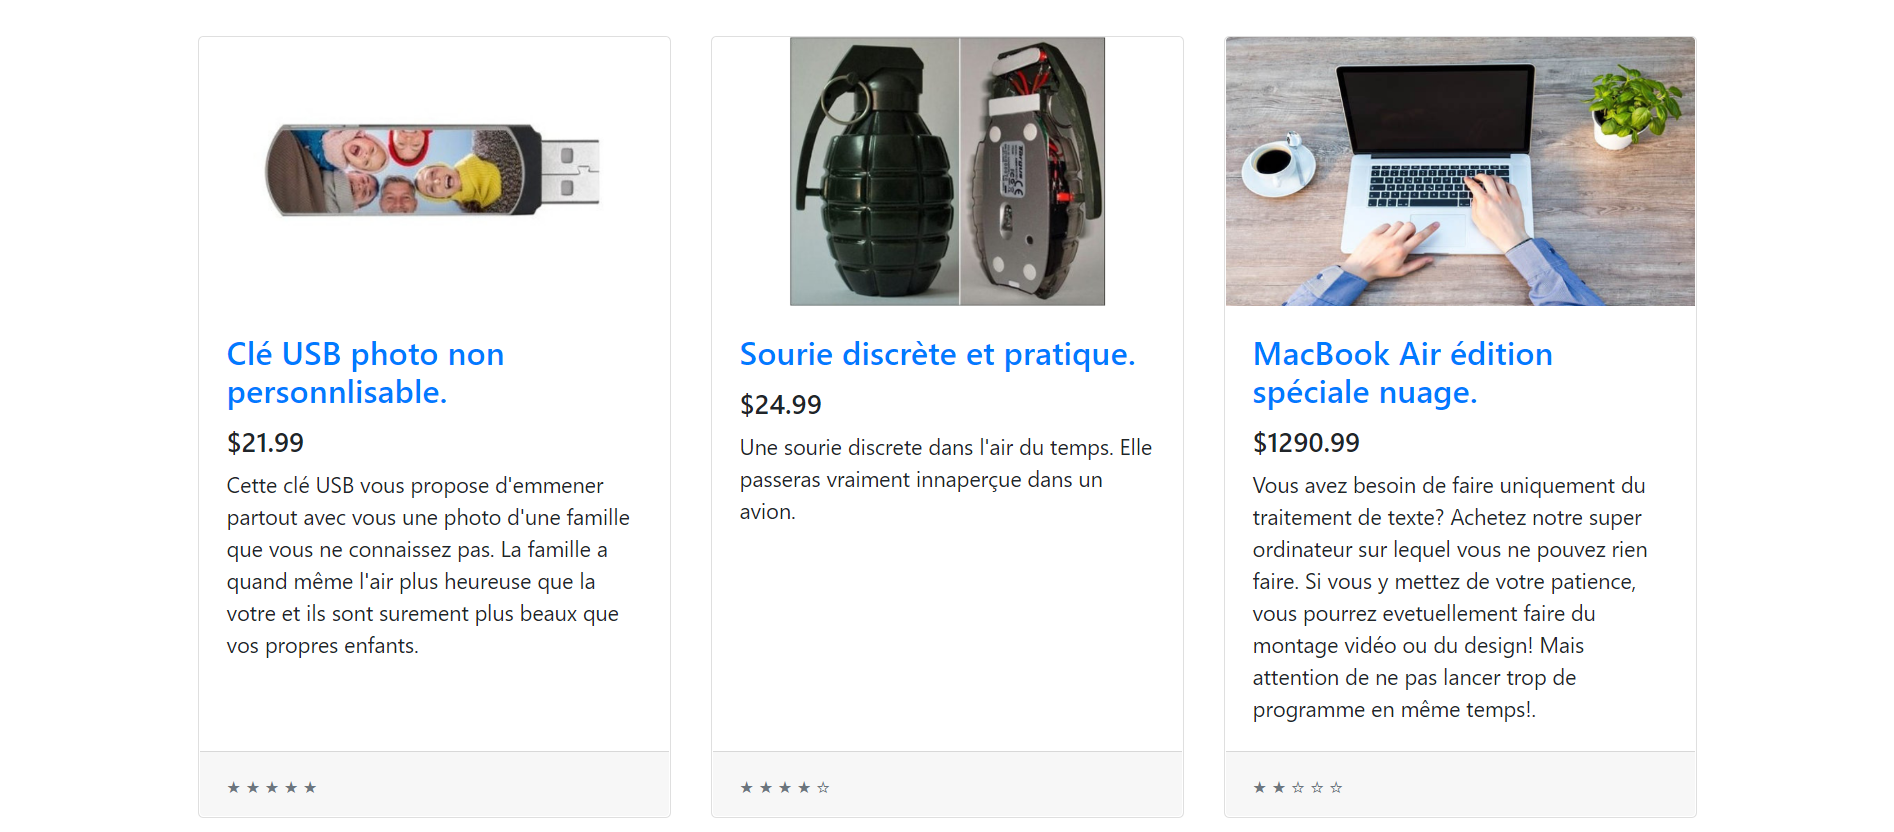 Clé USB photo non
personnlisable.
$21.99
Cette clé USB vous propose d'emmener
partout avec vous une photo d'une famille
que vous ne connaissez pas. La famille a
quand même l'air plus heureuse que la
votre et ils sont surement plus beaux que
vos propres enfants.
★ ★ ★ ★ ★
Sourie discrète et pratique.
$24.99
Une sourie discrete dans l'air du temps. Elle
passeras vraiment innaperçue dans un
avion.
★ ★ ★ ★ ☆
MacBook Air édition
spéciale nuage.
$1290.99
Vous avez besoin de faire uniquement du
traitement de texte? Achetez notre super
ordinateur sur lequel vous ne pouvez rien
faire. Si vous y mettez de votre patience,
vous pourrez evetuellement faire du
montage vidéo ou du design! Mais
attention de ne pas lancer trop de
programme en même temps!.
★ ★ ☆ ☆ ☆